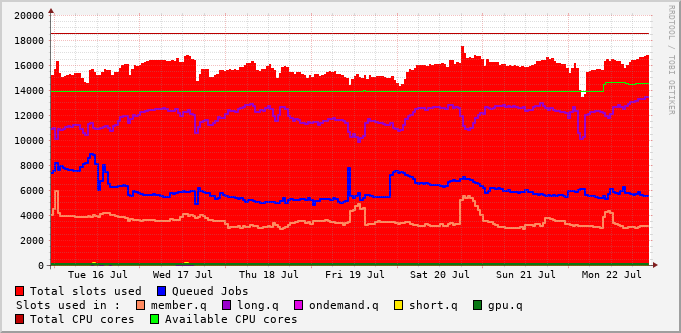 20000
18000
16000
14000
12000
10000
8000
6000
4000
2000
0
Tue 16 Jul Wed 17 Jul Thu 18 Jul Fri 19 Jul Sat 20 Jul Sun 21 Jul Mon 22 Jul
RRDTOOL / TOBI OETIKER
Total slots used Queued Jobs
Slots used in : member.q long.q ondemand.q short.q gpu.q
Total CPU cores Available CPU cores